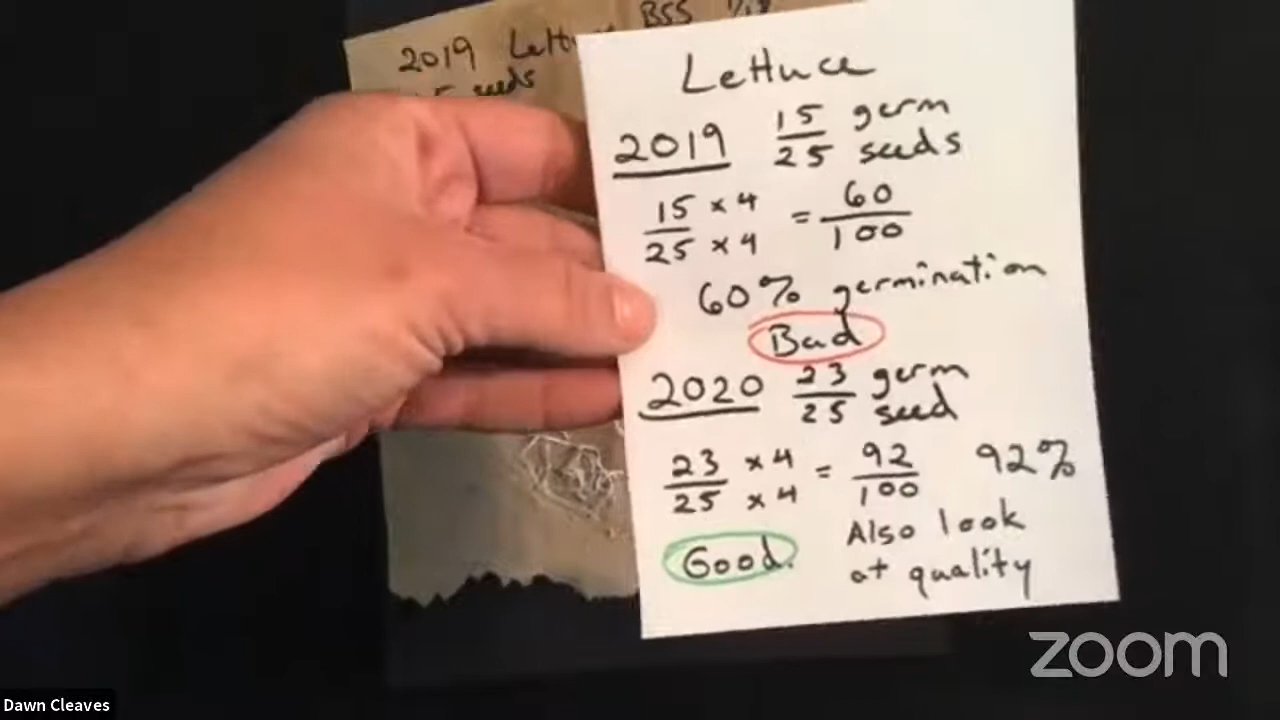 2019 Lettu BSS
seeds
Lettuce
2019 15/25 germ seeds
15 x 4 / 25 x 4 = 60/100
60% germination
Bad
2020 23/25 germ seed
23 x 4 / 25 x 4 = 92/100 92%
Good. Also look
at quality
zoom
Dawn Cleaves